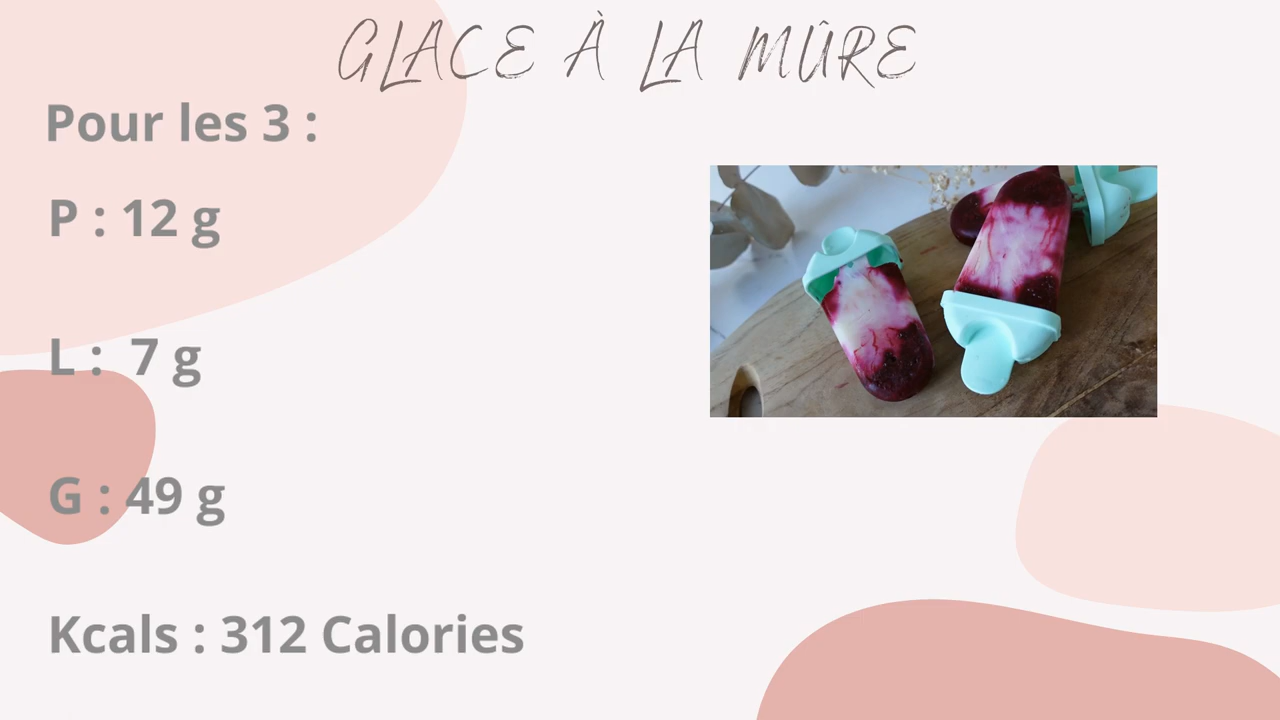 GLACE À LA MÛRE
Pour les 3 :
P : 12 g
L : 7 g
G : 49 g
Kcals : 312 Calories